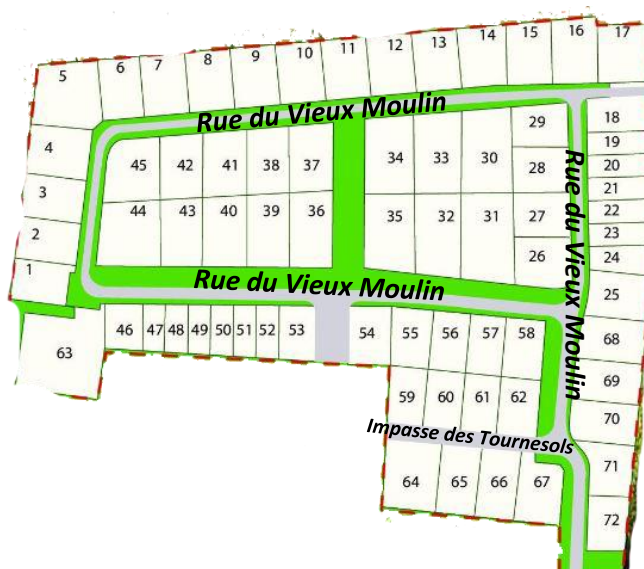 5 6 7 8 9 10 11 12 13 14 15 16 17
Rue du Vieux Moulin
4 45 42 41 38 37 34 33 30 29 18
19
28 20
3 21
44 43 40 39 36 35 32 31 27 22
2 23
26 24
1
Rue du Vieux Moulin
Rue du Vieux Moulin
25
46 47 48 49 50 51 52 53 54 55 56 57 58 68
63
69
59 60 61 62
70
Impasse des Tournesols
71
64 65 66 67
72